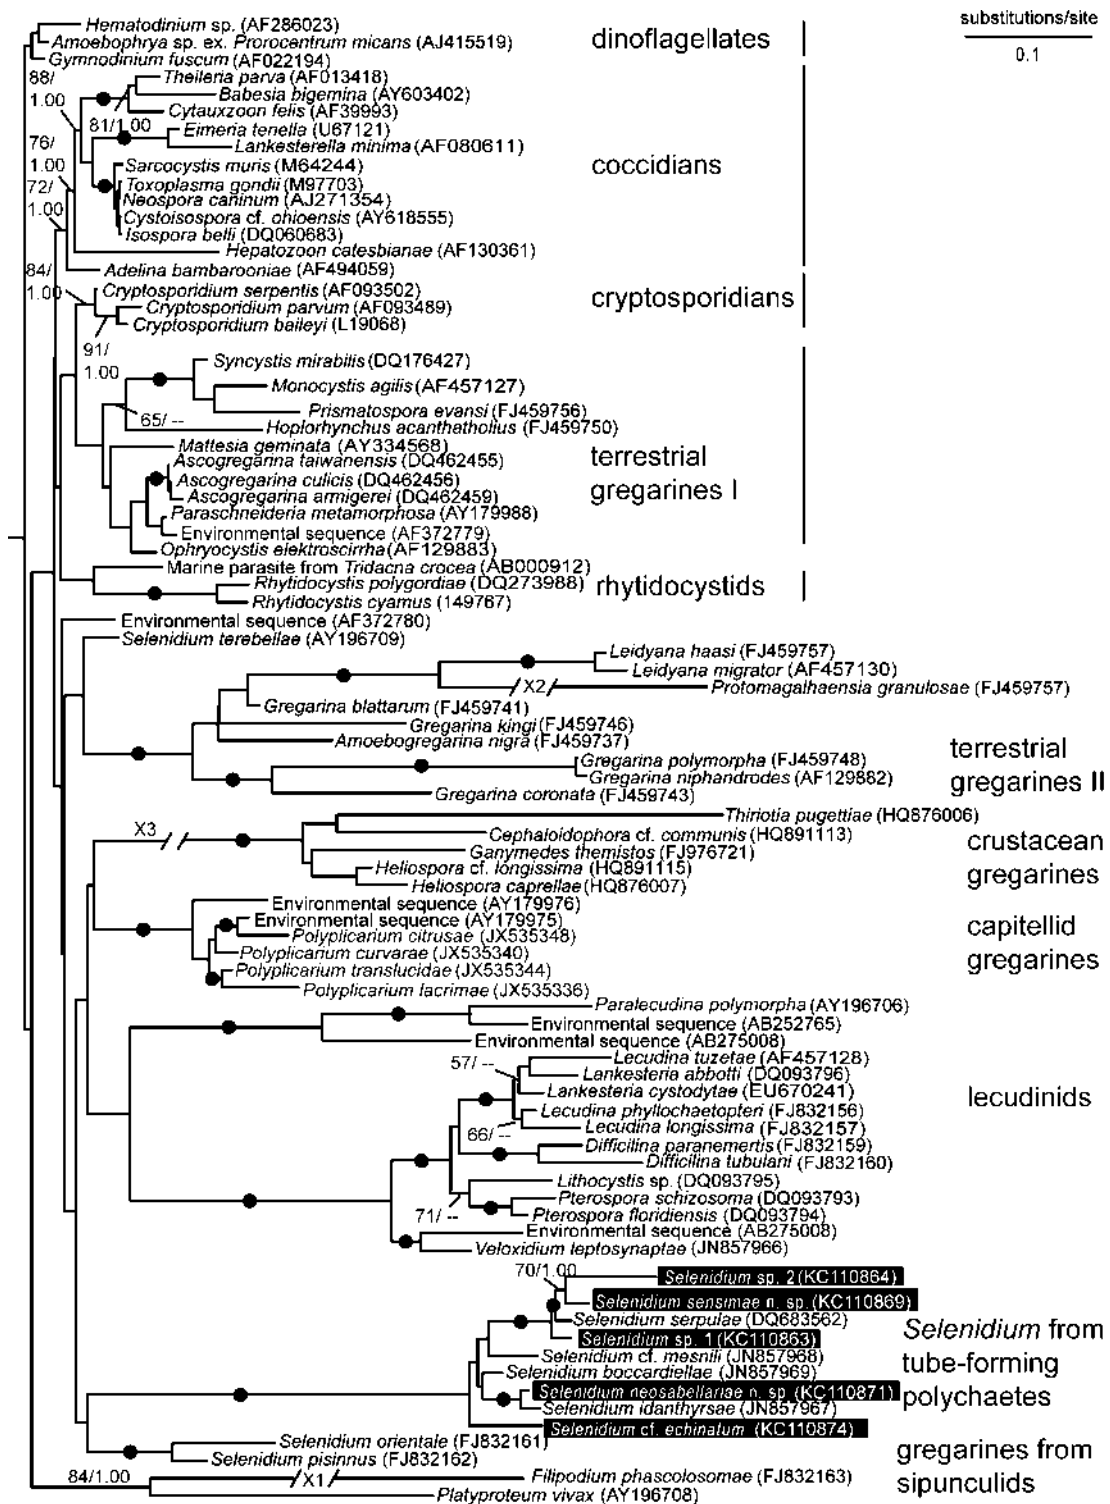 substitutions/site
0.1
Hematodinium sp. (AF286023)
Amoebophrya sp. ex. Prorocentrum micans (AJ415519)
Gymnodinium fuscum (AF022194)
dinoflagellates
88/
1.00
Theileria parva (AF013418)
Babesia bigemina (AY603402)
Cytauxzoon felis (AF39993)
81/1.00
Eimeria tenella (U67121)
Lankesterella minima (AF080611)
76/
1.00
Sarcocystis muris (M64244)
coccidians
72/
1.00
Toxoplasma gondii (M97703)
Neospora caninum (AJ271354)
Cystoisospora cf. ohioensis (AY618555)
Isospora belli (DQ060683)
Hepatozoon catesbianae (AF130361)
Adelina bambarooniae (AF494059)
84/
1.00
Cryptosporidium serpentis (AF093502)
Cryptosporidium parvum (AF093489)
Cryptosporidium baileyi (L19068)
cryptosporidians
91/
1.00
Syncystis mirabilis (DQ176427)
Monocystis agilis (AF457127)
Prismatospora evansi (FJ459756)
65/ --
Hoplorhynchus acanthatholius (FJ459750)
Mattesia geminata (AY334568)
Ascogregarina taiwanensis (DQ462455)
Ascogregarina culicis (DQ462456)
Ascogregarina armigerei (DQ462459)
Paraschneideria metamorphosa (AY179988)
Environmental sequence (AF372779)
Ophryocystis elektroscirrha (AF129883)
terrestrial
gregarines I
Marine parasite from Tridacna crocea (AB000912)
Rhytidocystis polygordiae (DQ273988)
Rhytidocystis cyamus (149767)
rhytidocystids
Environmental sequence (AF372780)
Selenidium terebellae (AY196709)
Leidyana haasi (FJ459757)
Leidyana migrator (AF457130)
X2
Protomagalhaensia granulosae (FJ459757)
Gregarina blattarum (FJ459741)
Gregarina kingi (FJ459746)
Amoebogregarina nigra (FJ459737)
Gregarina polymorpha (FJ459748)
Gregarina niphandrodes (AF129882)
Gregarina coronata (FJ459743)
terrestrial
gregarines II
X3
Thiriotia pugettiae (HQ876006)
Cephaloidophora cf. communis (HQ891113)
Ganymedes themistos (FJ976721)
Heliospora cf. longissima (HQ891115)
Heliospora caprellae (HQ876007)
crustacean
gregarines
Environmental sequence (AY179976)
Environmental sequence (AY179975)
Polyplicarium citrusae (JX535348)
Polyplicarium curvarae (JX535340)
Polyplicarium translucidae (JX535344)
Polyplicarium lacrimae (JX535336)
capitellid
gregarines
Paralecudina polymorpha (AY196706)
Environmental sequence (AB252765)
Environmental sequence (AB275008)
57/ --
Lecudina tuzetae (AF457128)
Lankesteria abbotti (DQ093796)
Lankesteria cystodytae (EU670241)
Lecudina phyllochaetopteri (FJ832156)
66/ --
Lecudina longissima (FJ832157)
Difficilina paranemertis (FJ832159)
Difficilina tubulani (FJ832160)
lecudinids
Lithocystis sp. (DQ093795)
Pterospora schizosoma (DQ093793)
71/ --
Pterospora floridiensis (DQ093794)
Environmental sequence (AB275008)
Veloxidium leptosynaptae (JN857966)
70/1.00
Selenidium sp. 2 (KC110864)
Selenidium sensimae n. sp. (KC110869)
Selenidium serpulae (DQ683562)
Selenidium sp. 1 (KC110863)
Selenidium cf. mesnili (JN857968)
Selenidium boccardiellae (JN857969)
Selenidium neosabellariae n. sp. (KC110871)
Selenidium idanthyrsae (JN857967)
Selenidium cf. echinatum (KC110874)
Selenidium from
tube-forming
polychaetes
Selenidium orientale (FJ832161)
Selenidium pisinnus (FJ832162)
gregarines from
sipunculids
84/1.00
X1
Filipodium phascolosomae (FJ832163)
Platyproteum vivax (AY196708)